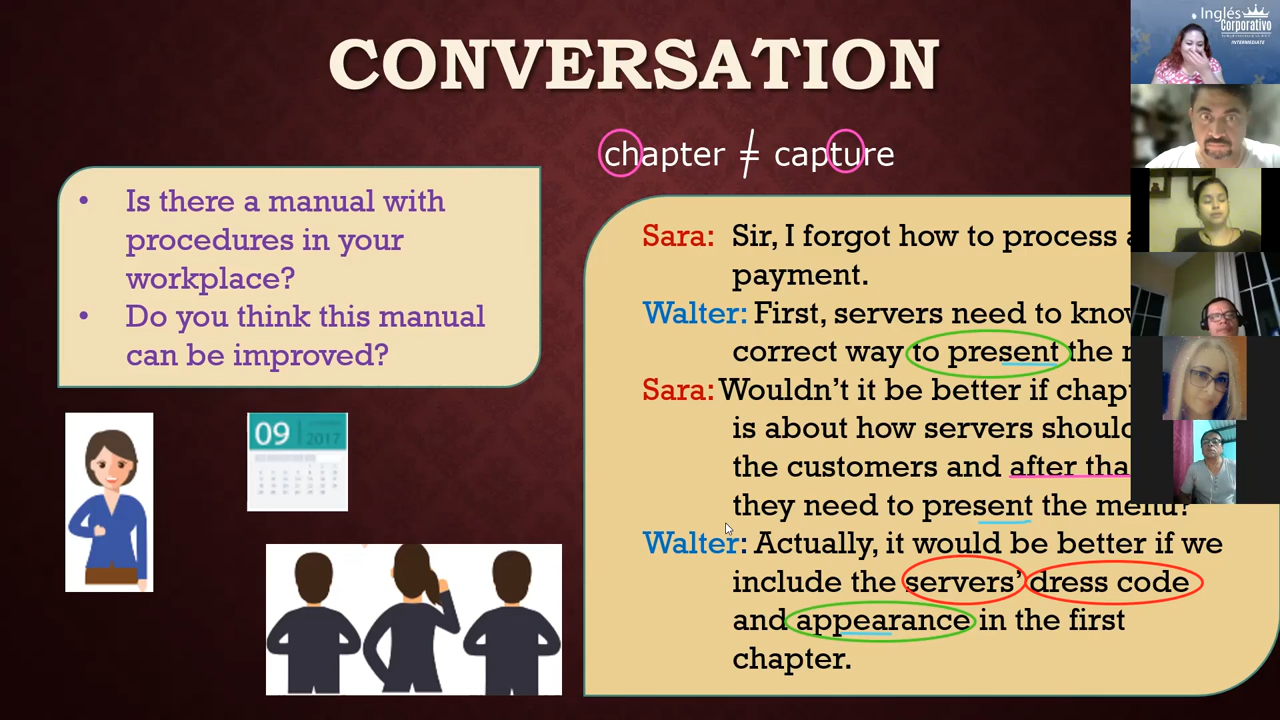 CONVERSATION
Inglés
Corporativo
INTERMEDIATE
chapter ≠ capture
• Is there a manual with
procedures in your
workplace?
• Do you think this manual
can be improved?
09 2017
Sara: Sir, I forgot how to process
payment.
Walter: First, servers need to know
correct way to present the
Sara: Wouldn't it be better if
is about how servers should
the customers and after
they need to present the menu?
Walter: Actually, it would be better if we
include the servers' dress code
and appearance in the first
chapter.